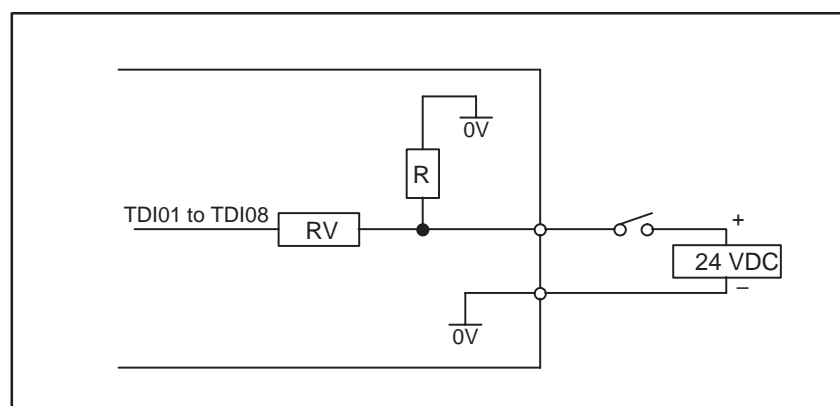 0V
R
TDI01 to TDI08
RV
+
24 VDC
–
0V